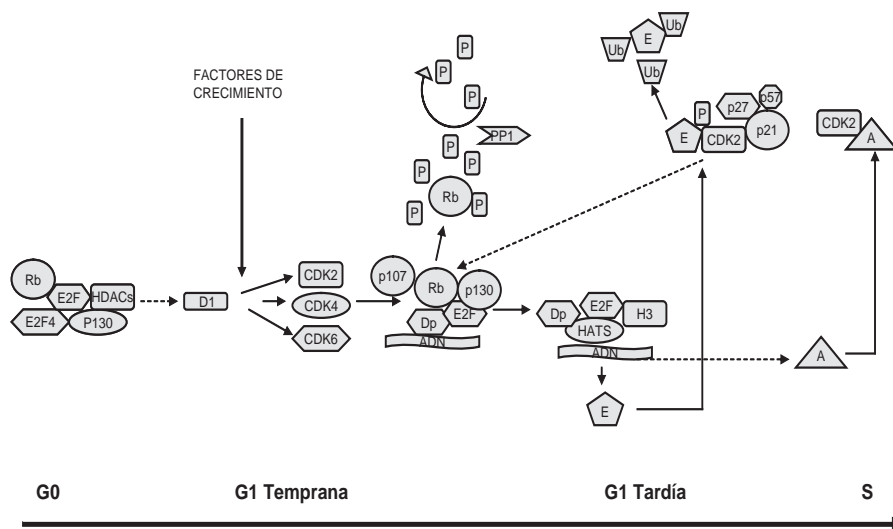 FACTORES DE
CRECIMIENTO
P
P
P
PP1
P
P
P
P
P
Rb
Ub
E
Ub
Ub
P
E
CDK2
p27
p57
p21
CDK2
A
Rb
E2F
HDACs
E2F4
P130
D1
CDK2
CDK4
CDK6
p107
Rb
p130
Dp
E2F
ADN
Dp
E2F
H3
HATS
ADN
E
A
G0
G1 Temprana
G1 Tardía
S